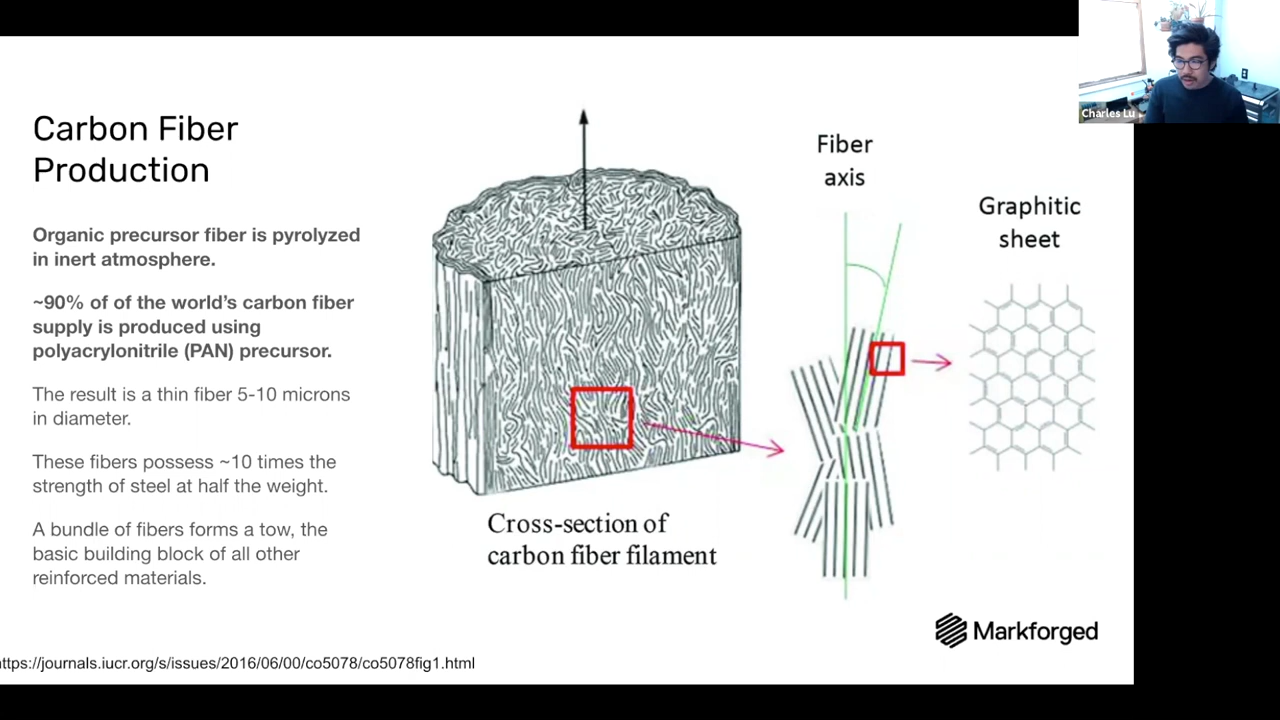 Charles Lu
Carbon Fiber
Production
Organic precursor fiber is pyrolyzed
in inert atmosphere.
~90% of of the world's carbon fiber
supply is produced using
polyacrylonitrile (PAN) precursor.
The result is a thin fiber 5-10 microns
in diameter.
These fibers possess ~10 times the
strength of steel at half the weight.
A bundle of fibers forms a tow, the
basic building block of all other
reinforced materials.
Cross-section of
carbon fiber filament
Fiber
axis
Graphitic
sheet
Markforged
ttps://journals.iucr.org/s/issues/2016/06/00/co5078/co5078fig1.html